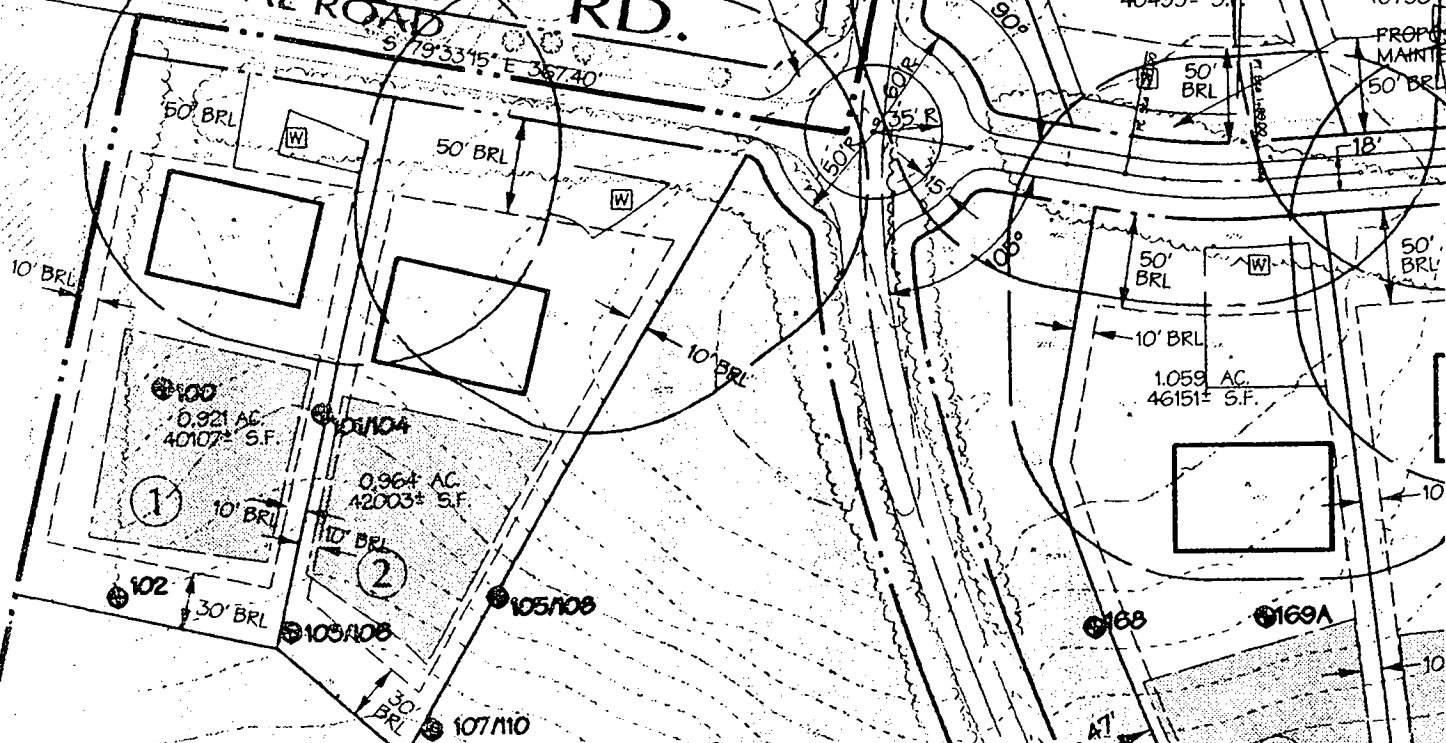 RD.
ROAD
S 79°33'15" E 367.40'
90°
60'R
35' R
50'R
15'
105°
50' BRL
W
50' BRL
W
10' BRL
10' BRL
100
0.921 AC.
40107± S.F.
1
101/104
0.964 AC.
42003± S.F.
2
10' BRL
10' BRL
102
30' BRL
105/108
107/110
30'
BRL
W
50'
BRL
50' BRL
18'
50'
BRL
W
50'
BRL
10' BRL
1.059 AC.
46151± S.F.
10
168
169A
10
47'